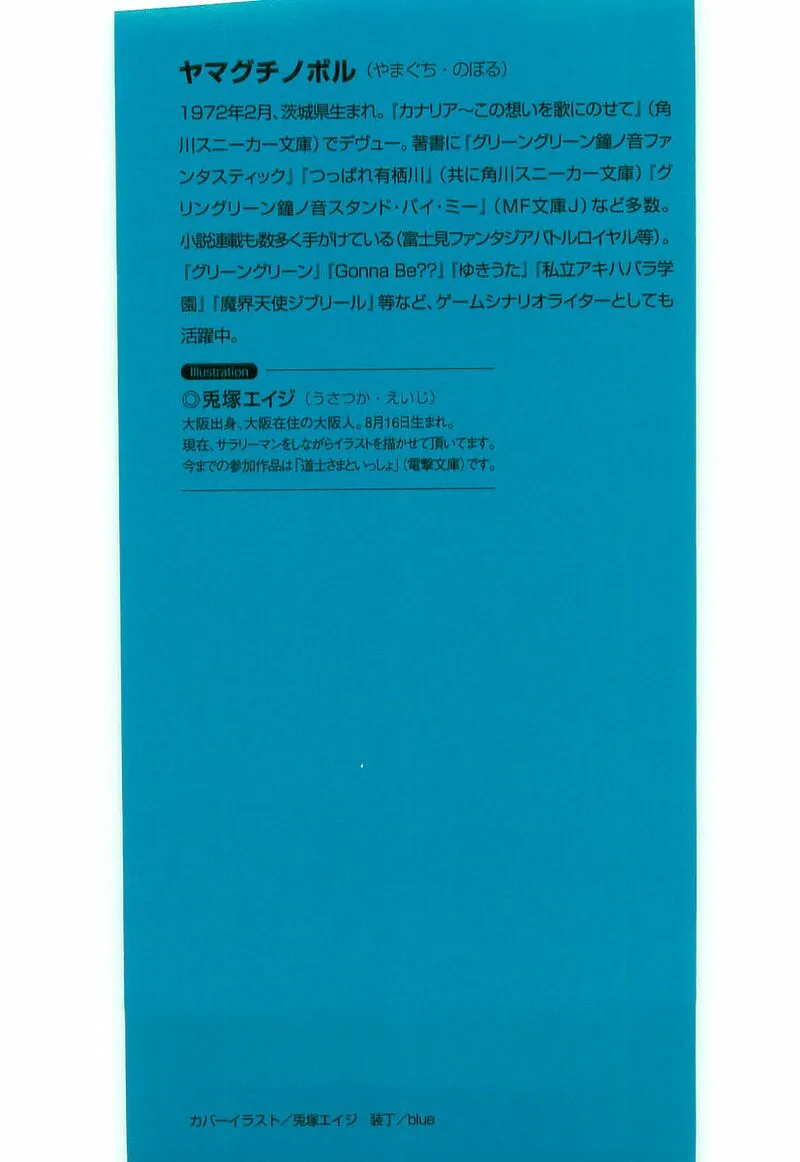 ヤマグチノボル（やまぐち・のぼる）
1972年2月、茨城県生まれ。『カナリア〜この想いを歌にのせて』（角
川スニーカー文庫）でデヴュー。著書に『グリーングリーン鐘ノ音ファ
ンタスティック』『つっぱれ有栖川』（共に角川スニーカー文庫）『グ
リングリーン鐘ノ音スタンド・バイ・ミー』（MF文庫J）など多数。
小説連載も数多く手がけている（富士見ファンタジアバトルロイヤル等）。
『グリーングリーン』『Gonna Be??』『ゆきうた』『私立アキハバラ学
園』『魔界天使ジブリール』等など、ゲームシナリオライターとしても
活躍中。
Illustration
◎兎塚エイジ（うさつか・えいじ）
大阪出身、大阪在住の大阪人。8月16日生まれ。
現在、サラリーマンをしながらイラストを描かせて頂いてます。
今までの参加作品は「道士さまといっしょ」（電撃文庫）です。
カバーイラスト／兎塚エイジ　装丁／blue